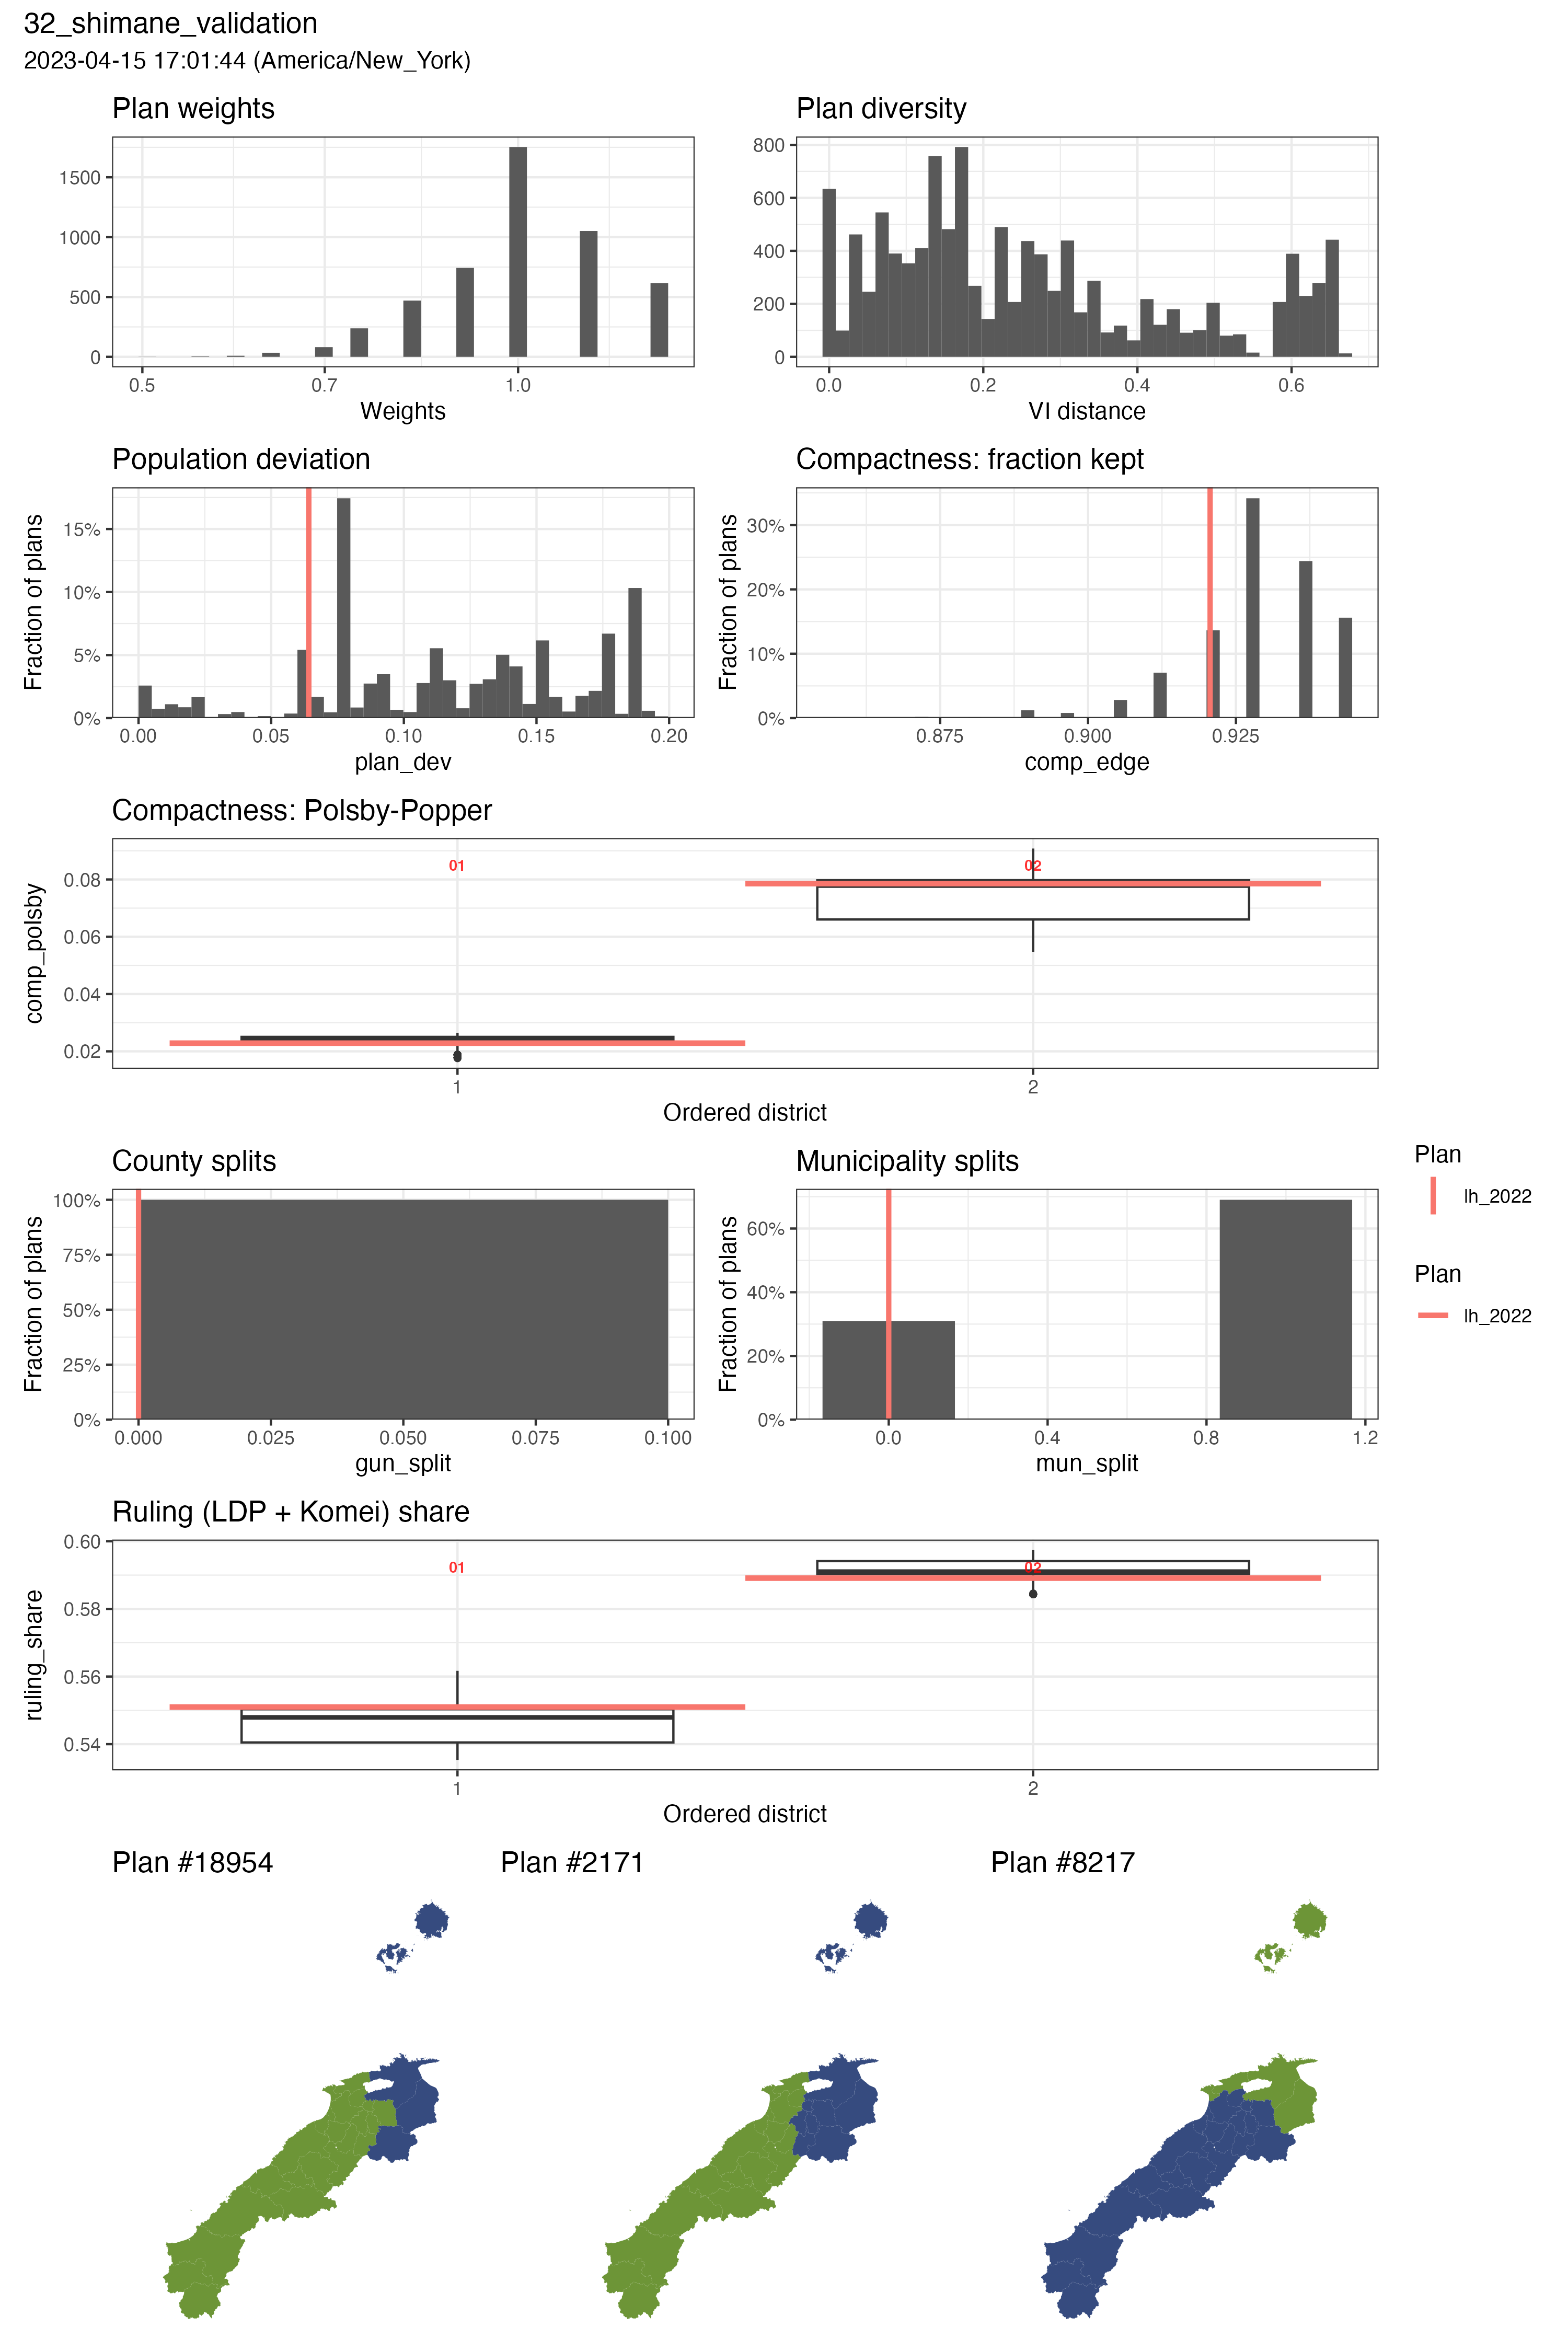 32_shimane_validation
2023-04-15 17:01:44 (America/New_York)
Plan weights
1500
1000
500
0
0.5 0.7 1.0
Weights
Plan diversity
800
600
400
200
0
0.0 0.2 0.4 0.6
VI distance
Population deviation
Fraction of plans
15%
10%
5%
0%
0.00 0.05 0.10 0.15 0.20
plan_dev
Compactness: fraction kept
Fraction of plans
30%
20%
10%
0%
0.875 0.900 0.925
comp_edge
Compactness: Polsby-Popper
comp_polsby
0.08
0.06
0.04
0.02
01 02
1 2
Ordered district
County splits
Fraction of plans
100%
75%
50%
25%
0%
0.000 0.025 0.050 0.075 0.100
gun_split
Municipality splits
Fraction of plans
60%
40%
20%
0%
0.0 0.4 0.8 1.2
mun_split
Plan
lh_2022
Plan
lh_2022
Ruling (LDP + Komei) share
ruling_share
0.60
0.58
0.56
0.54
01 02
1 2
Ordered district
Plan #18954
Plan #2171
Plan #8217